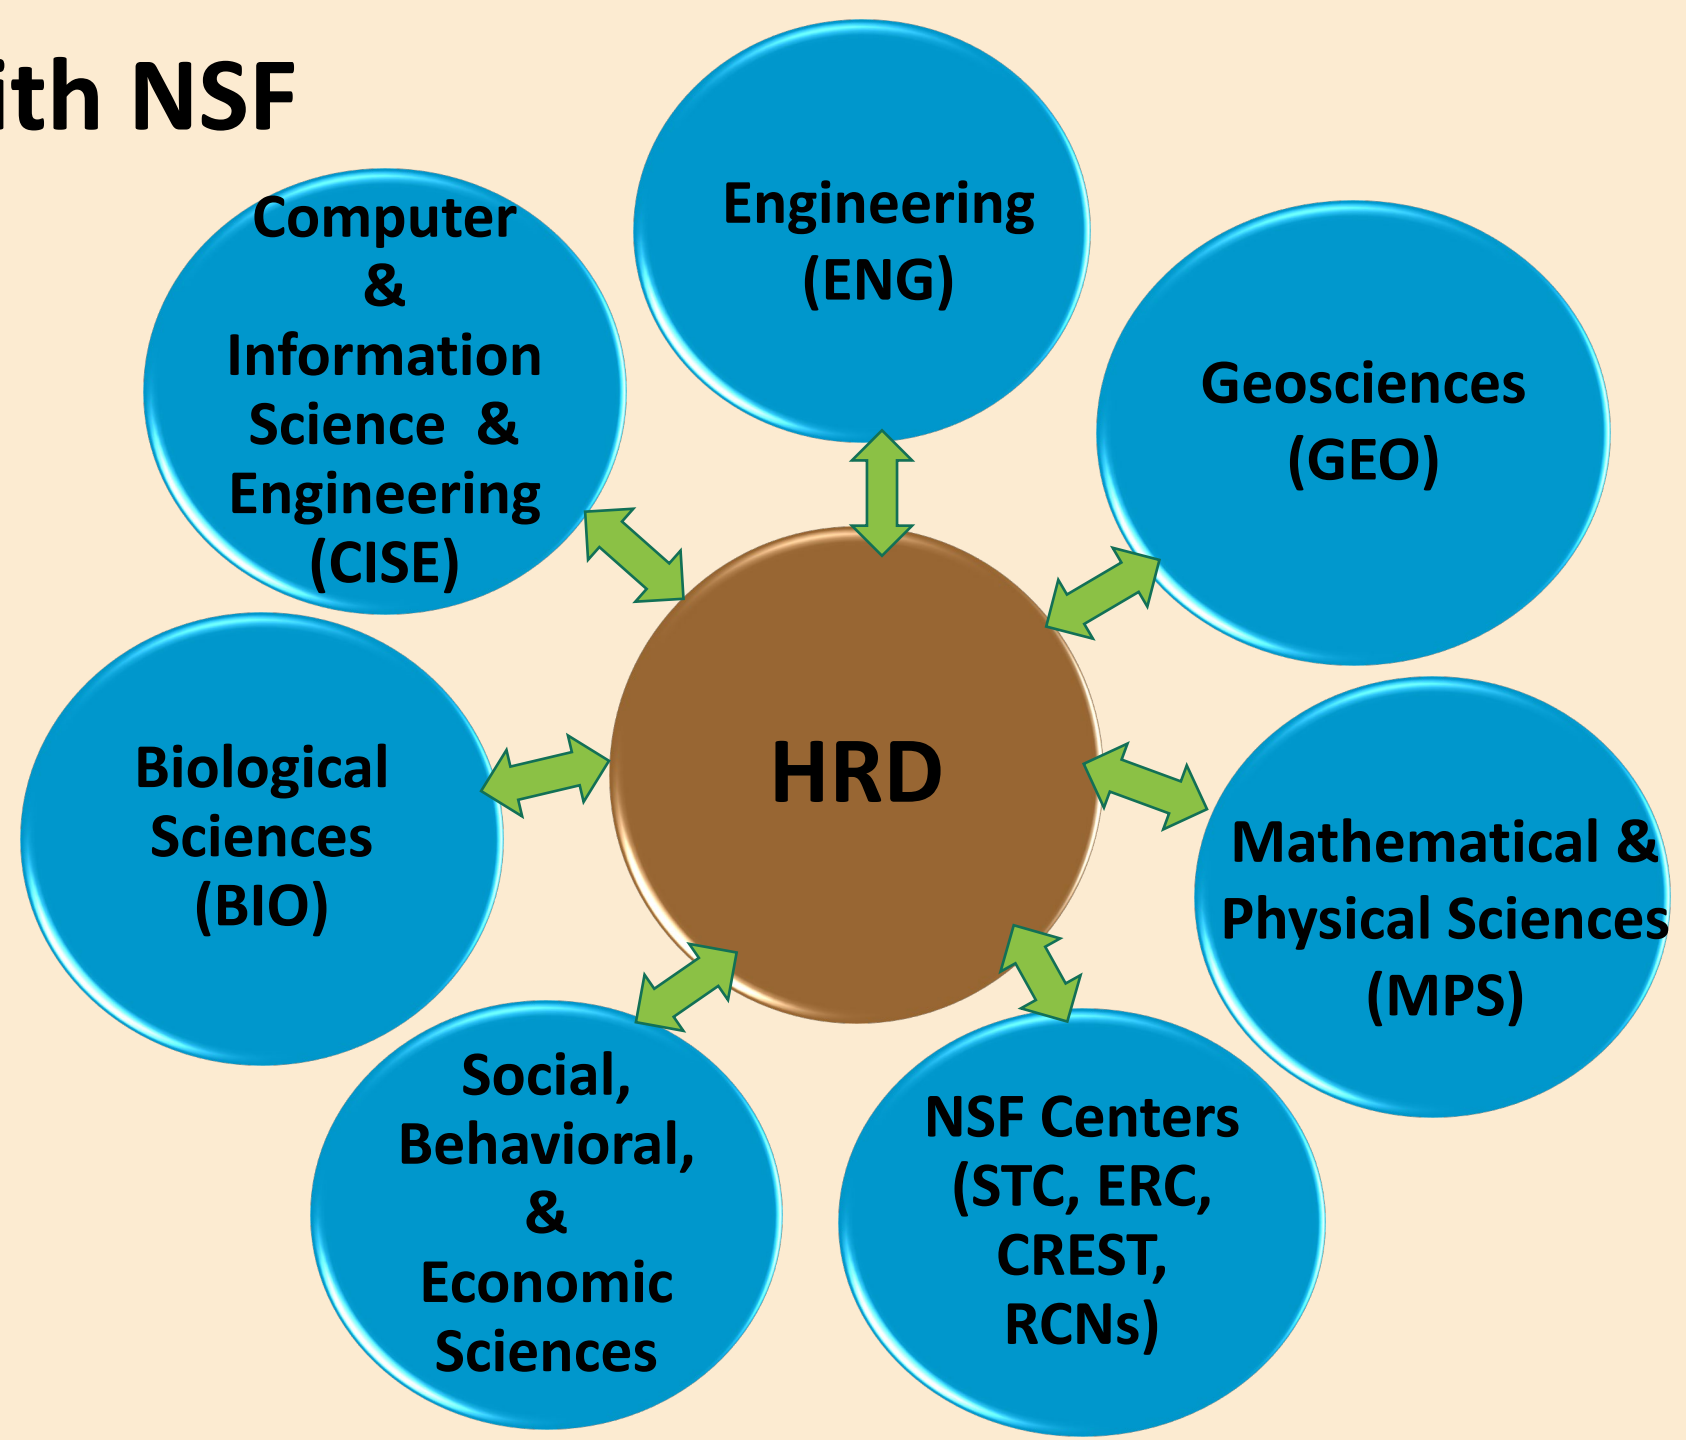 ith NSF
Engineering
(ENG)
Computer
&
Information
Science &
Engineering
(CISE)
Geosciences
(GEO)
HRD
Biological
Sciences
(BIO)
Mathematical &
Physical Sciences
(MPS)
Social,
Behavioral,
&
Economic
Sciences
NSF Centers
(STC, ERC,
CREST,
RCNs)